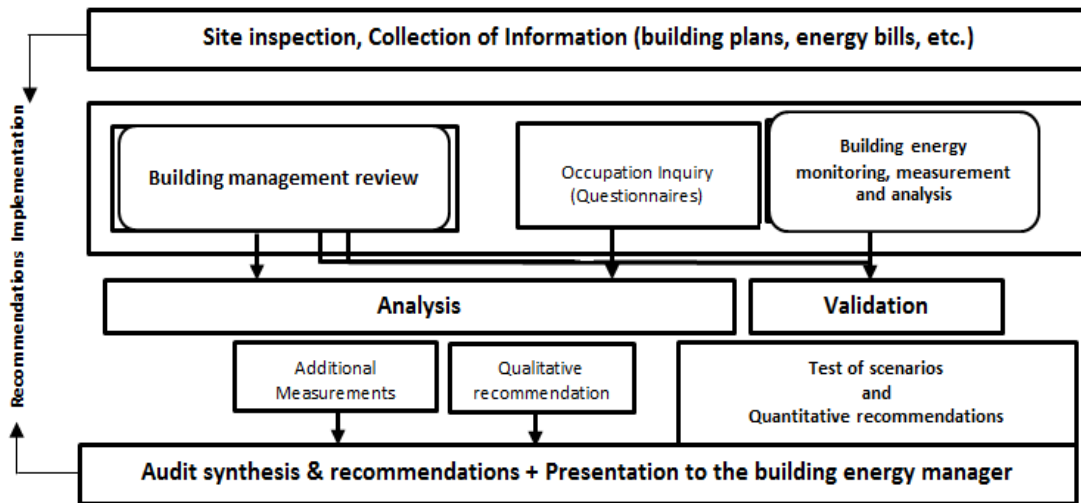 Site inspection, Collection of Information (building plans, energy bills, etc.)
Recommendations Implementation
Building management review
Occupation Inquiry
(Questionnaires)
Building energy
monitoring, measurement
and analysis
Analysis
Validation
Additional
Measurements
Qualitative
recommendation
Test of scenarios
and
Quantitative recommendations
Audit synthesis & recommendations + Presentation to the building energy manager